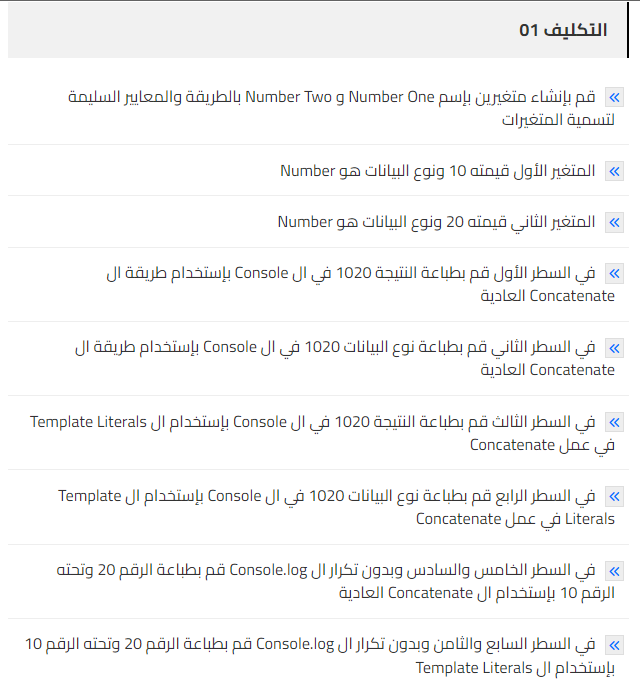 التكليف 01
قم بإنشاء متغيرين بإسم Number One و Number Two بالطريقة والمعايير السليمة
لتسمية المتغيرات
المتغير الأول قيمته 10 ونوع البيانات هو Number
المتغير الثاني قيمته 20 ونوع البيانات هو Number
في السطر الأول قم بطباعة النتيجة 1020 في ال Console بإستخدام طريقة ال
Concatenate العادية
في السطر الثاني قم بطباعة نوع البيانات 1020 في ال Console بإستخدام طريقة ال
Concatenate العادية
في السطر الثالث قم بطباعة النتيجة 1020 في ال Console بإستخدام ال Template Literals
في عمل Concatenate
في السطر الرابع قم بطباعة نوع البيانات 1020 في ال Console بإستخدام ال Template
Literals في عمل Concatenate
في السطر الخامس والسادس وبدون تكرار ال Console.log قم بطباعة الرقم 20 وتحته
الرقم 10 بإستخدام ال Concatenate العادية
في السطر السابع والثامن وبدون تكرار ال Console.log قم بطباعة الرقم 20 وتحته الرقم 10
بإستخدام ال Template Literals